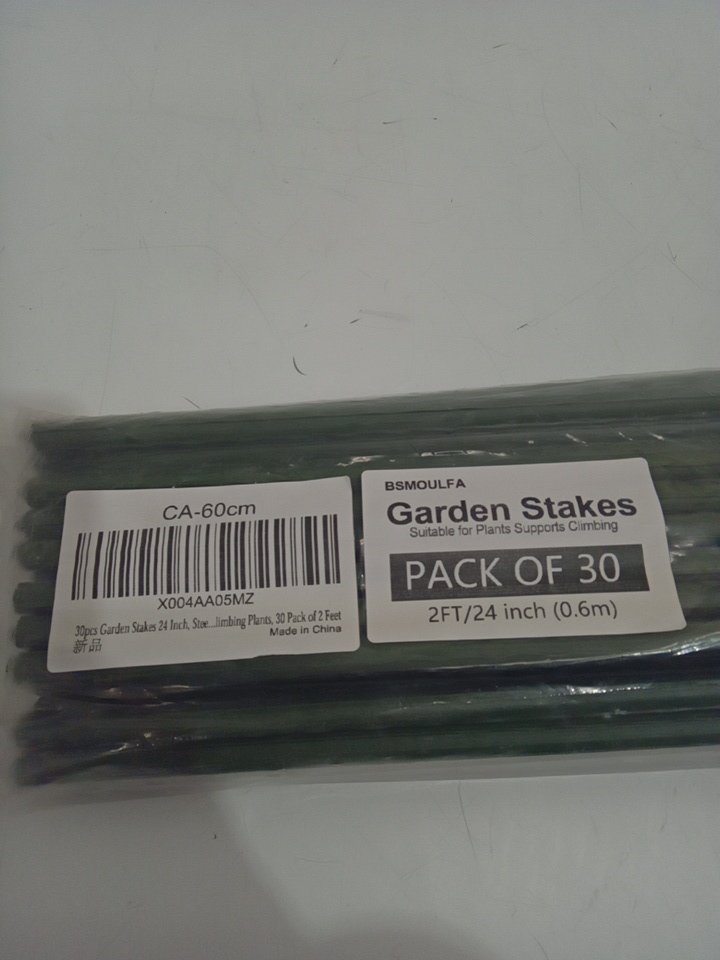 CA-60cm
X004AA05MZ
30pcs Garden Stakes 24 Inch, Stee...limbing Plants, 30 Pack of 2 Feet
Made in China
新品
BSMOULFA
Garden Stakes
Suitable for Plants Supports Climbing
PACK OF 30
2FT/24 inch (0.6m)